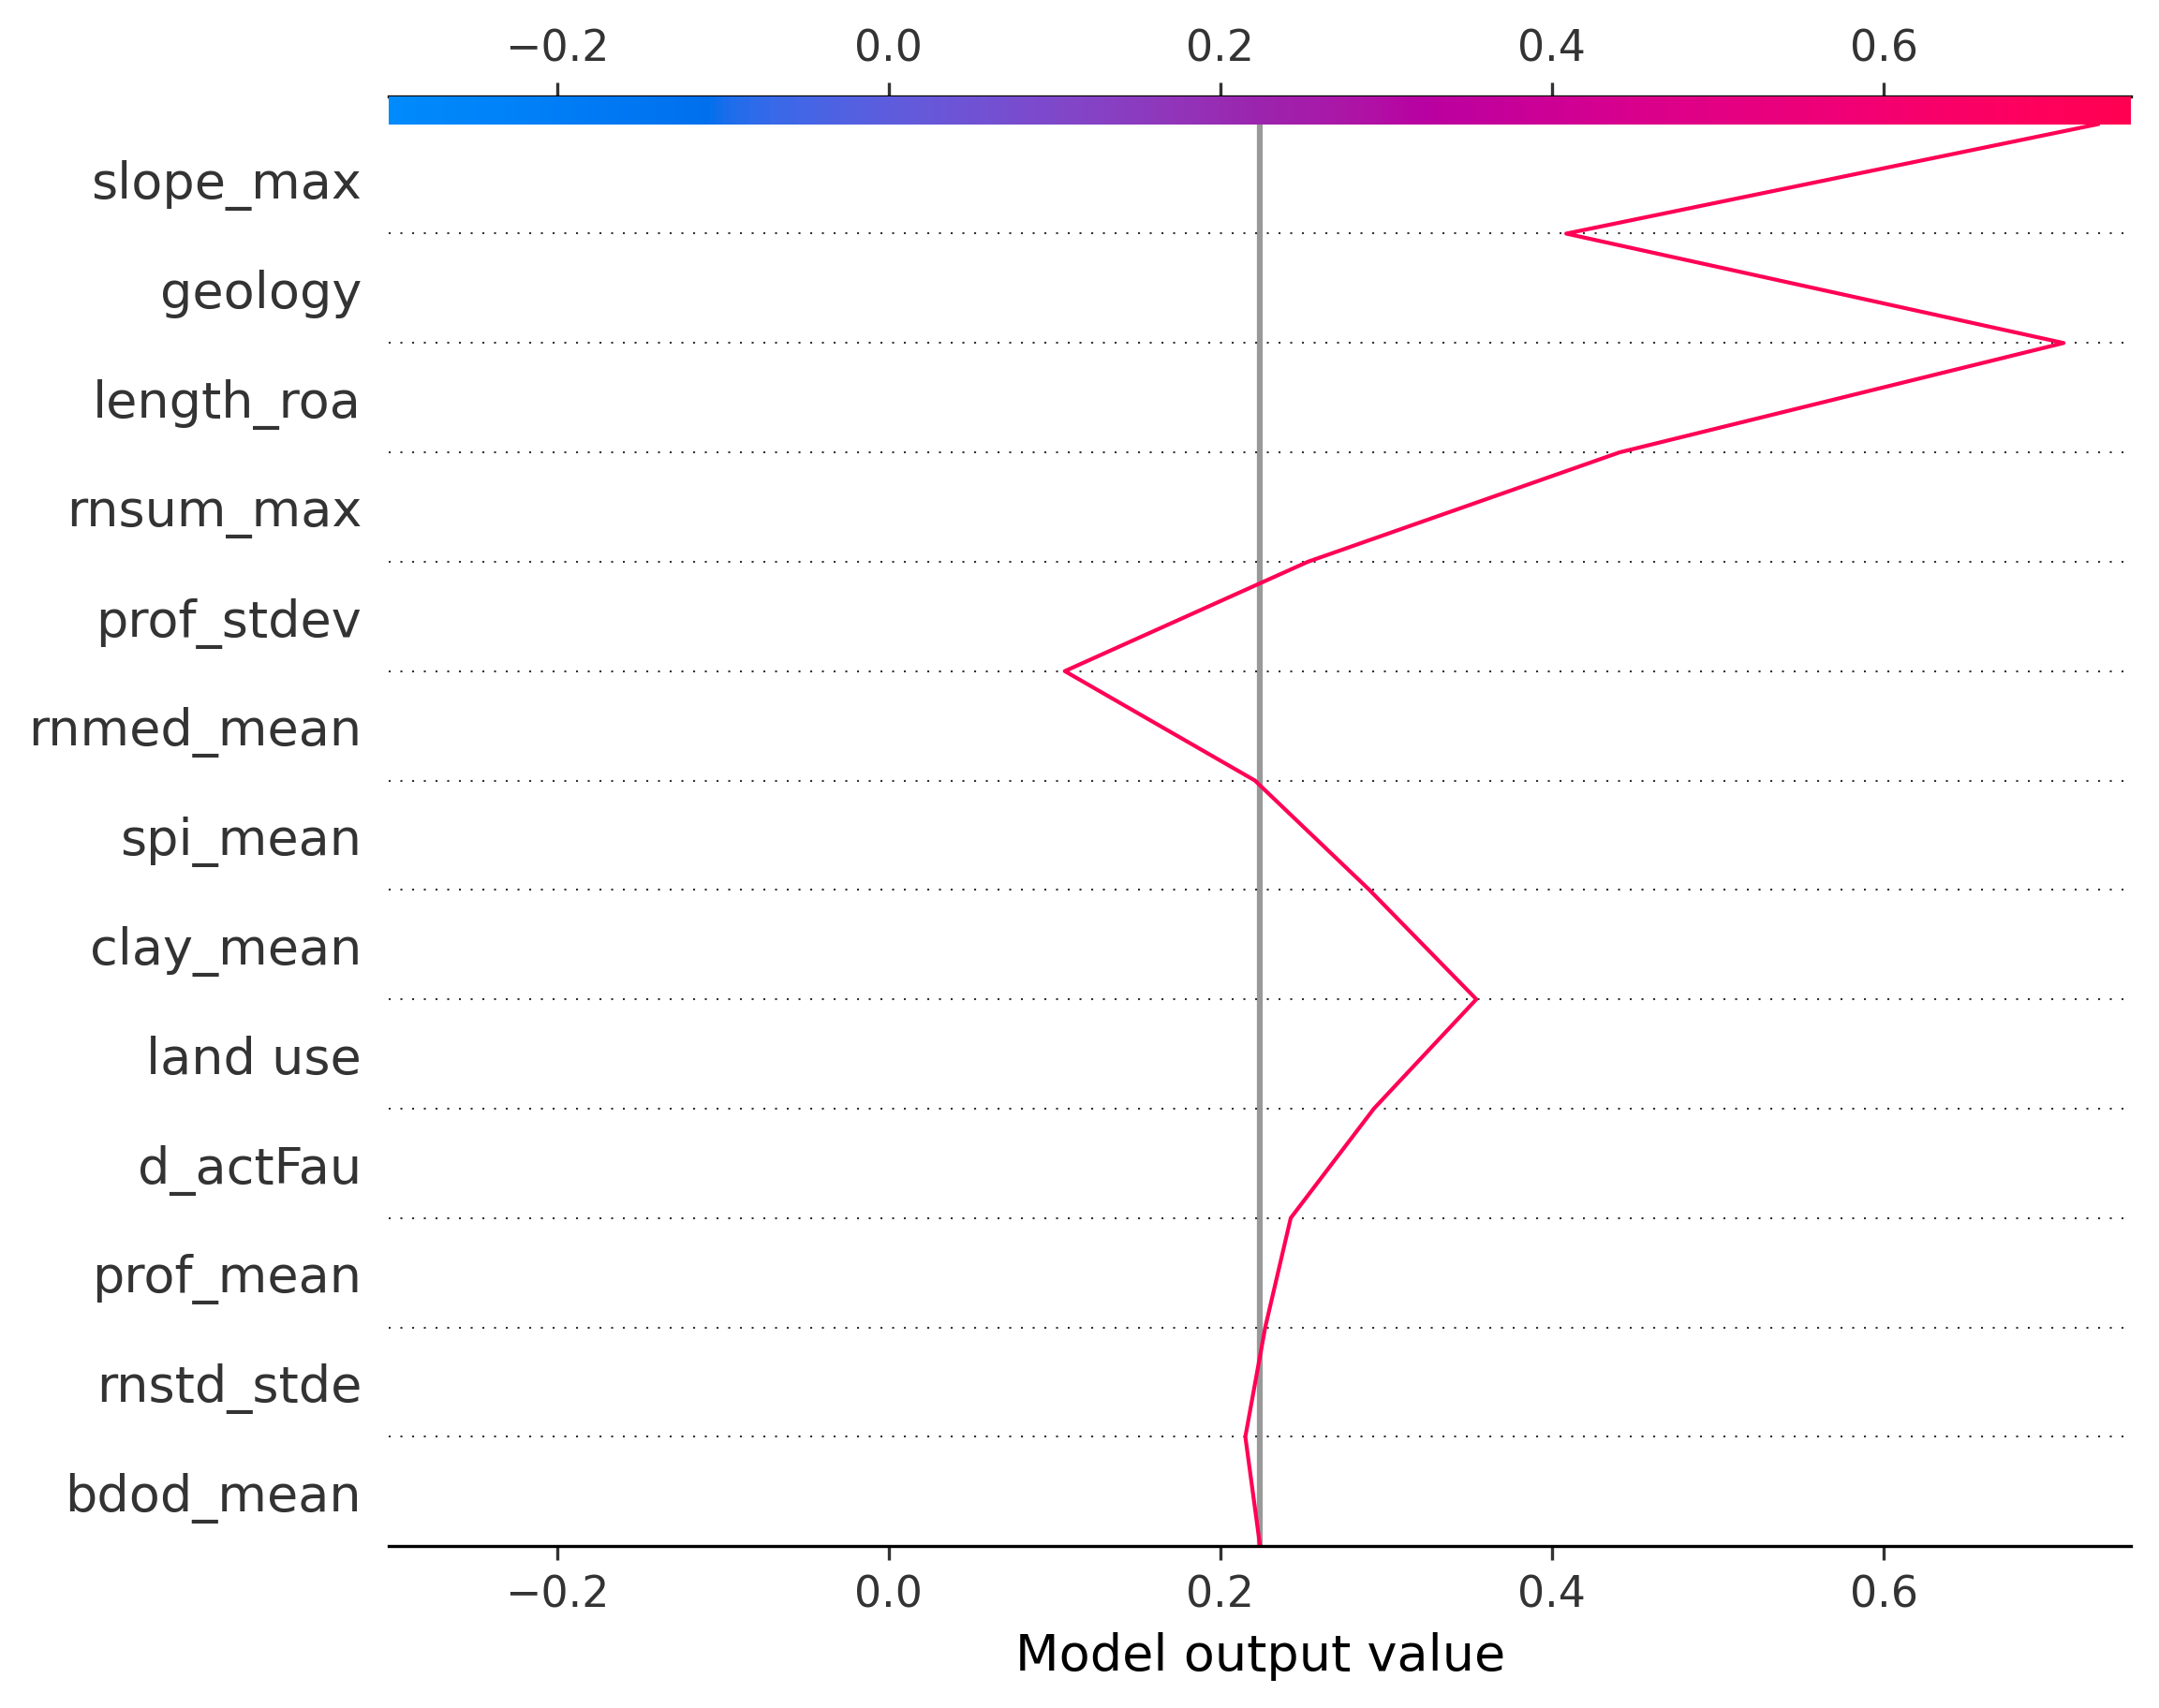 −0.2 0.0 0.2 0.4 0.6
slope_max
geology
length_roa
rnsum_max
prof_stdev
rnmed_mean
spi_mean
clay_mean
land use
d_actFau
prof_mean
rnstd_stde
bdod_mean
−0.2 0.0 0.2 0.4 0.6
Model output value